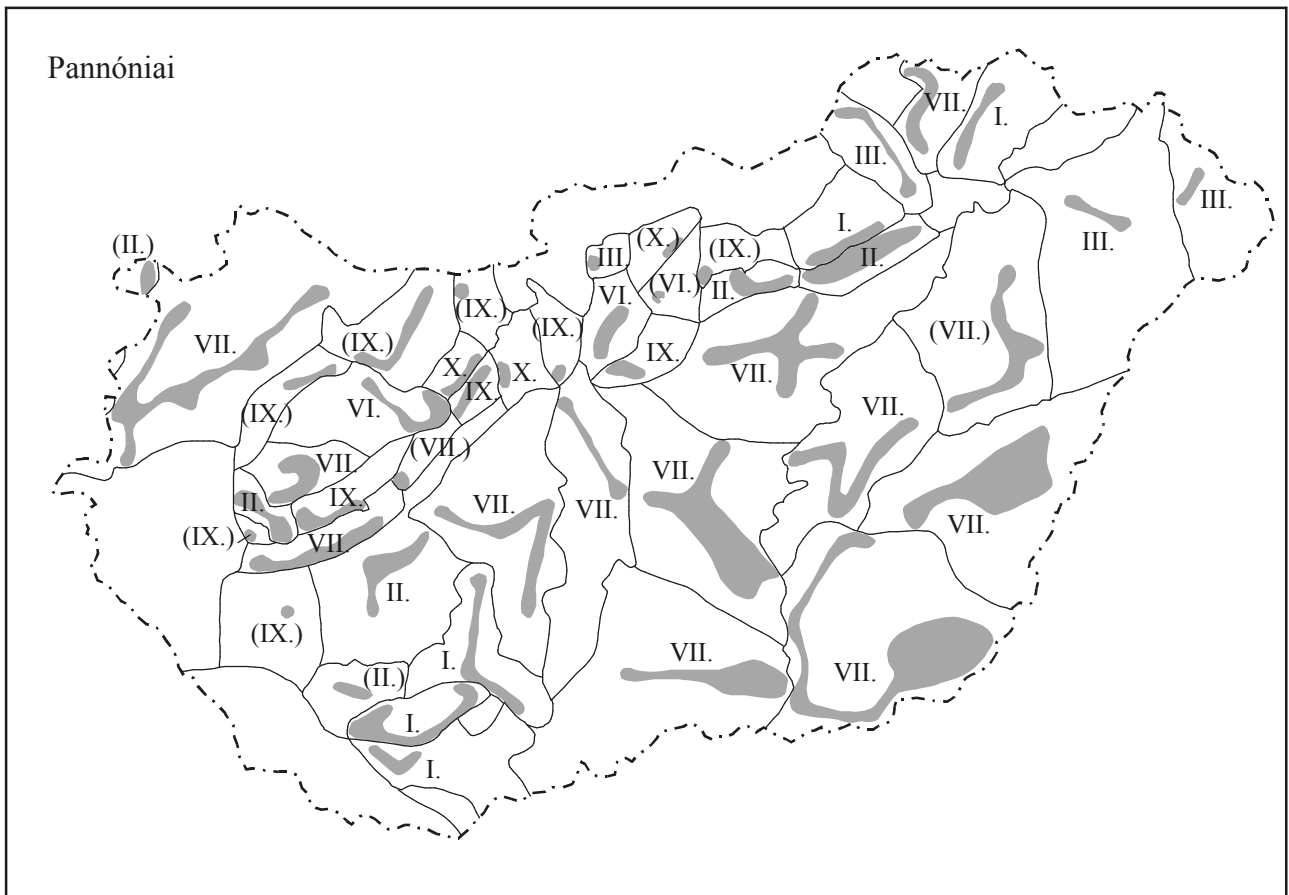 Pannóniai
VII.
I.
III.
III.
III.
(II.)
I.
(X.)
(IX.)
III.
II.
(VI.)
II.
VI.
(IX.)
(IX.)
(IX.)
VII.
(VII.)
IX.
X.
X.
IX.
VII.
VI.
(IX.)
VII.
(VII.)
VII.
VII.
II.
IX.
VII.
VII.
VII.
(IX.)
VII.
II.
(IX.)
VII.
I.
VII.
(II.)
I.
I.